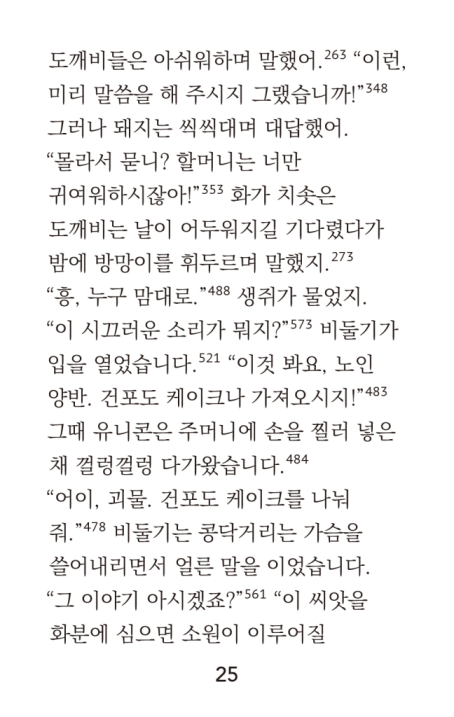 도깨비들은 아쉬워하며 말했어.263 “이런,
미리 말씀을 해 주시지 그랬습니까!”348
그러나 돼지는 씩씩대며 대답했어.
“몰라서 묻니? 할머니는 너만
귀여워하시잖아!”353 화가 치솟은
도깨비는 날이 어두워지길 기다렸다가
밤에 방망이를 휘두르며 말했지.273
“흥, 누구 맘대로.”488 생쥐가 물었지.
“이 시끄러운 소리가 뭐지?”573 비둘기가
입을 열었습니다.521 “이것 봐요, 노인
양반. 건포도 케이크나 가져오시지!”483
그때 유니콘은 주머니에 손을 찔러 넣은
채 껄렁껄렁 다가왔습니다.484
“어이, 괴물. 건포도 케이크를 나눠
줘.”478 비둘기는 콩닥거리는 가슴을
쓸어내리면서 얼른 말을 이었습니다.
“그 이야기 아시겠죠?”561 “이 씨앗을
화분에 심으면 소원이 이루어질
25